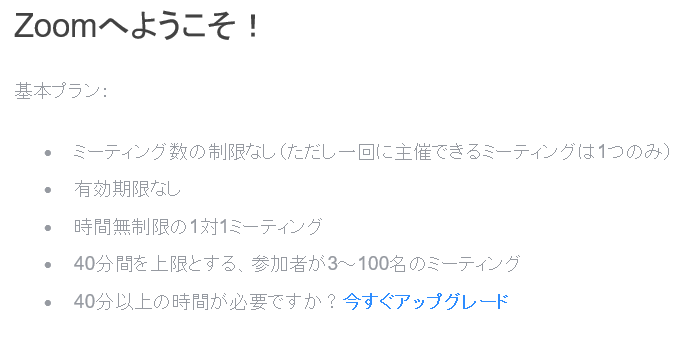 Zoomへようこそ！
基本プラン：
ミーティング数の制限なし（ただし一回に主催できるミーティングは1つのみ）
有効期限なし
時間無制限の1対1ミーティング
40分間を上限とする、参加者が3～100名のミーティング
40分以上の時間が必要ですか？今すぐアップグレード